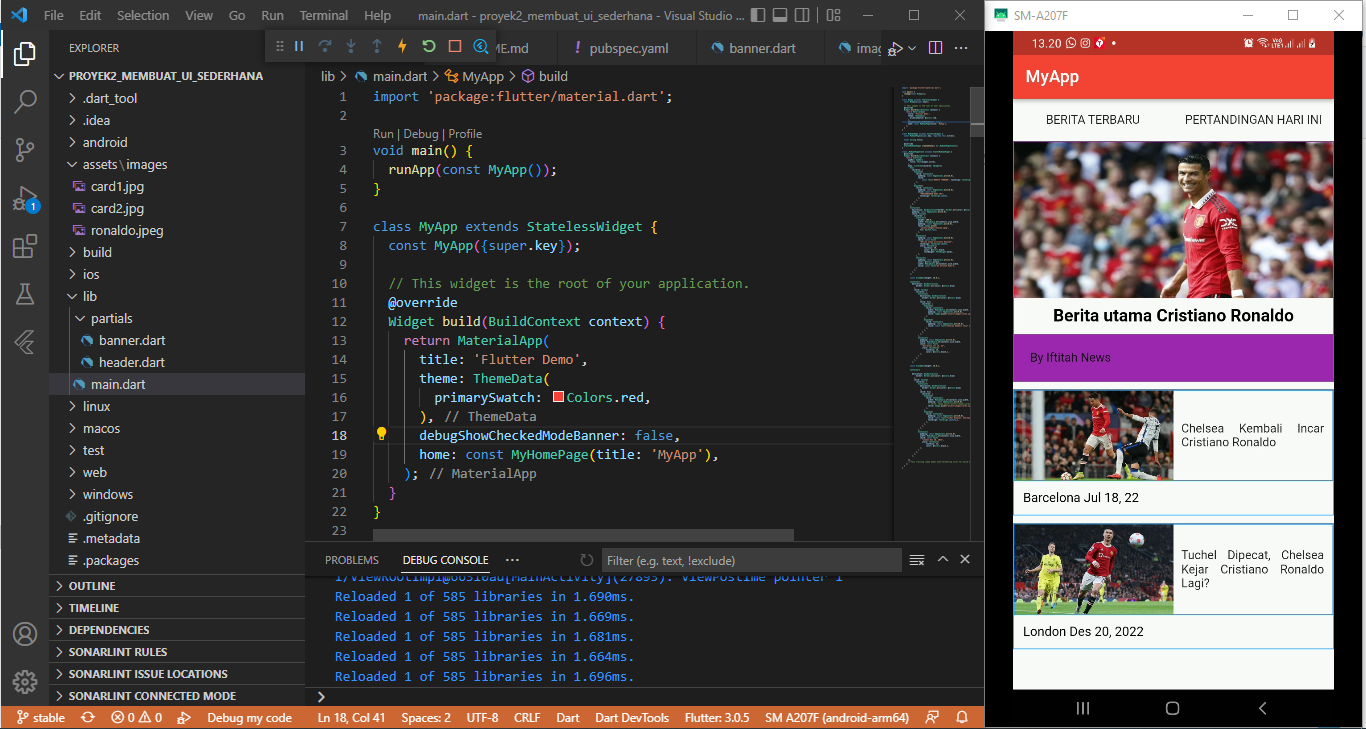 File Edit Selection View Go Run Terminal Help main.dart - proyek2_membuat_ui_sederhana - Visual Studio ...
SM-A207F
EXPLORER
PROYEK2_MEMBUAT_UI_SEDERHANA
.dart_tool
.idea
android
assets\images
card1.jpg
card2.jpg
ronaldo.jpeg
build
ios
lib
partials
banner.dart
header.dart
main.dart
linux
macos
test
web
windows
.gitignore
.metadata
.packages
OUTLINE
TIMELINE
DEPENDENCIES
SONARLINT RULES
SONARLINT ISSUE LOCATIONS
SONARLINT CONNECTED MODE
1
ME.md ! pubspec.yaml banner.dart imag
lib > main.dart > MyApp > build
1 import 'package:flutter/material.dart';
2
Run | Debug | Profile
3 void main() {
4 runApp(const MyApp());
5 }
6
7 class MyApp extends StatelessWidget {
8 const MyApp({super.key});
9
10 // This widget is the root of your application.
11 @override
12 Widget build(BuildContext context) {
13 return MaterialApp(
14 title: 'Flutter Demo',
15 theme: ThemeData(
16 primarySwatch: Colors.red,
17 ), // ThemeData
18 debugShowCheckedModeBanner: false,
19 home: const MyHomePage(title: 'MyApp'),
20 ); // MaterialApp
21 }
22 }
23
PROBLEMS DEBUG CONSOLE ... Filter (e.g. text, !exclude)
Reloaded 1 of 585 libraries in 1.690ms.
Reloaded 1 of 585 libraries in 1.669ms.
Reloaded 1 of 585 libraries in 1.681ms.
Reloaded 1 of 585 libraries in 1.664ms.
Reloaded 1 of 585 libraries in 1.696ms.
>
stable 0 0 Debug my code Ln 18, Col 41 Spaces: 2 UTF-8 CRLF Dart Dart DevTools Flutter: 3.0.5 SM A207F (android-arm64)
13.20
MyApp
BERITA TERBARU PERTANDINGAN HARI INI
Berita utama Cristiano Ronaldo
By Iftitah News
Chelsea Kembali Incar
Cristiano Ronaldo
Barcelona Jul 18, 22
Tuchel Dipecat, Chelsea
Kejar Cristiano Ronaldo
Lagi?
London Des 20, 2022